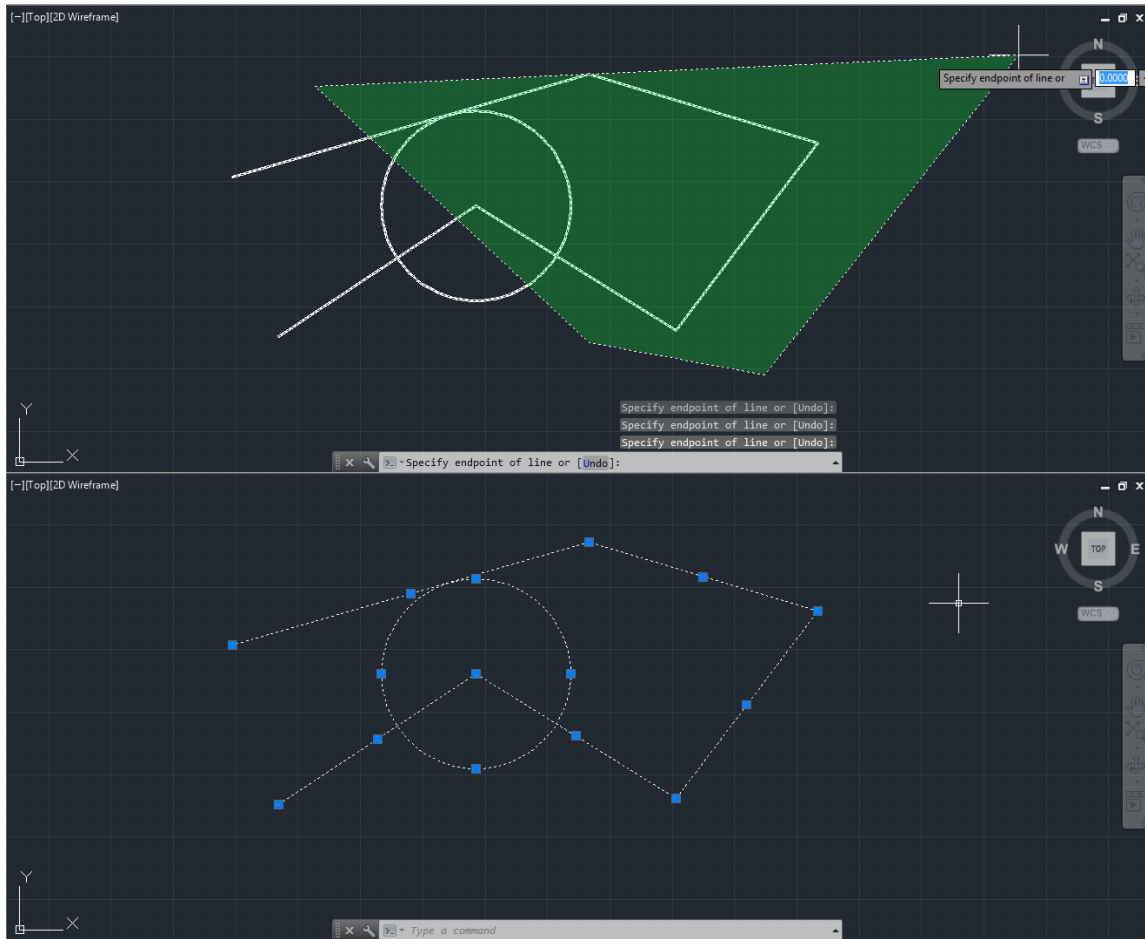 [−][Top][2D Wireframe]
N
Specify endpoint of line or
0.0000
S
WCS
Y
X
Specify endpoint of line or [Undo]:
Specify endpoint of line or [Undo]:
Specify endpoint of line or [Undo]:
Specify endpoint of line or [Undo]:
[−][Top][2D Wireframe]
N
W
TOP
E
S
WCS
Y
X
Type a command